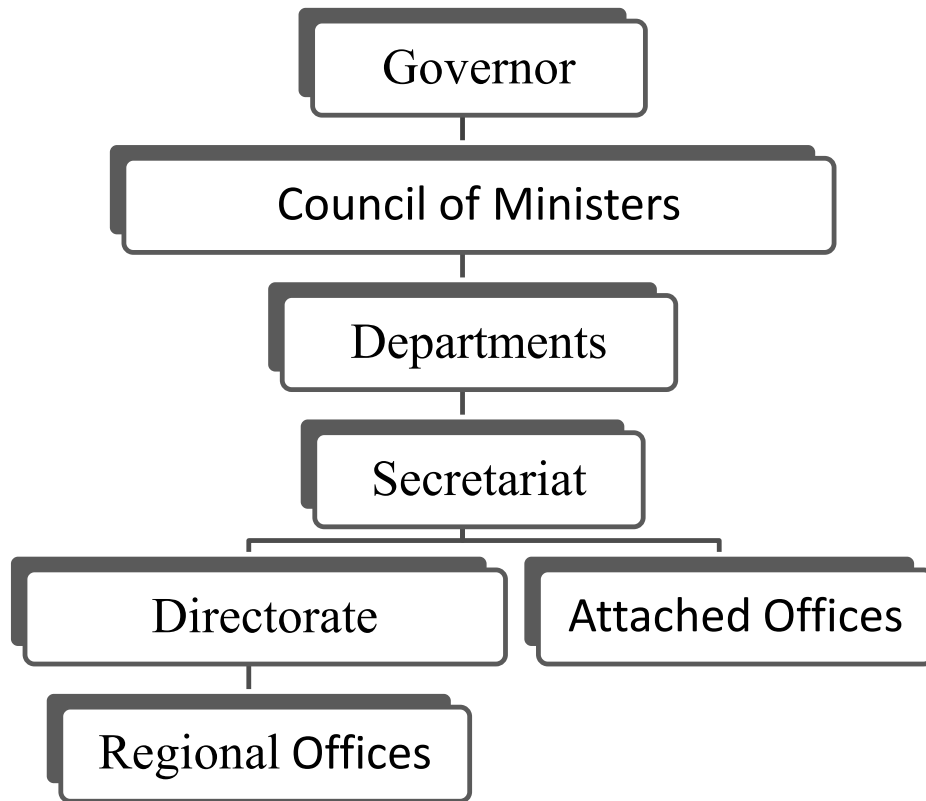 Governor
Council of Ministers
Departments
Secretariat
Directorate
Attached Offices
Regional Offices